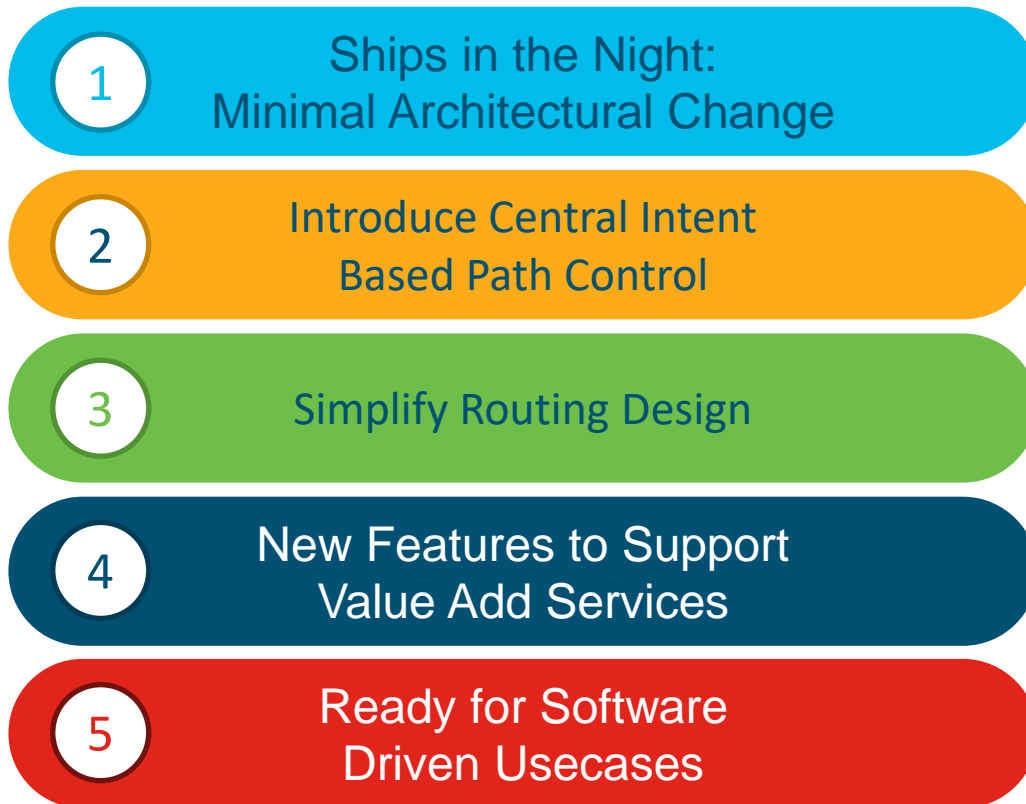 1
Ships in the Night:
Minimal Architectural Change
2
Introduce Central Intent
Based Path Control
3
Simplify Routing Design
4
New Features to Support
Value Add Services
5
Ready for Software
Driven Usecases